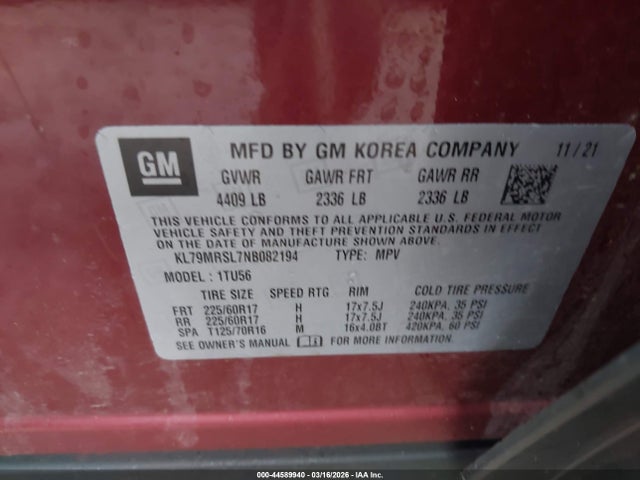 GM MFD BY GM KOREA COMPANY 11/21
GVWR GAWR FRT GAWR RR
4409 LB 2336 LB 2336 LB
THIS VEHICLE CONFORMS TO ALL APPLICABLE U.S. FEDERAL MOTOR
VEHICLE SAFETY AND THEFT PREVENTION STANDARDS IN EFFECT ON THE DATE OF
MANUFACTURE SHOWN ABOVE.
KL79MRSL7NB082194 TYPE: MPV
MODEL: 1TU56
TIRE SIZE SPEED RTG RIM COLD TIRE PRESSURE
FRT 225/60R17 H 17x7.5J 240KPA, 35 PSI
RR 225/60R17 H 17x7.5J 240KPA, 35 PSI
SPA T125/70R16 M 16x4.0BT 420KPA, 60 PSI
SEE OWNER'S MANUAL FOR MORE INFORMATION
000-44589940 - 03/16/2026 - IAA Inc.